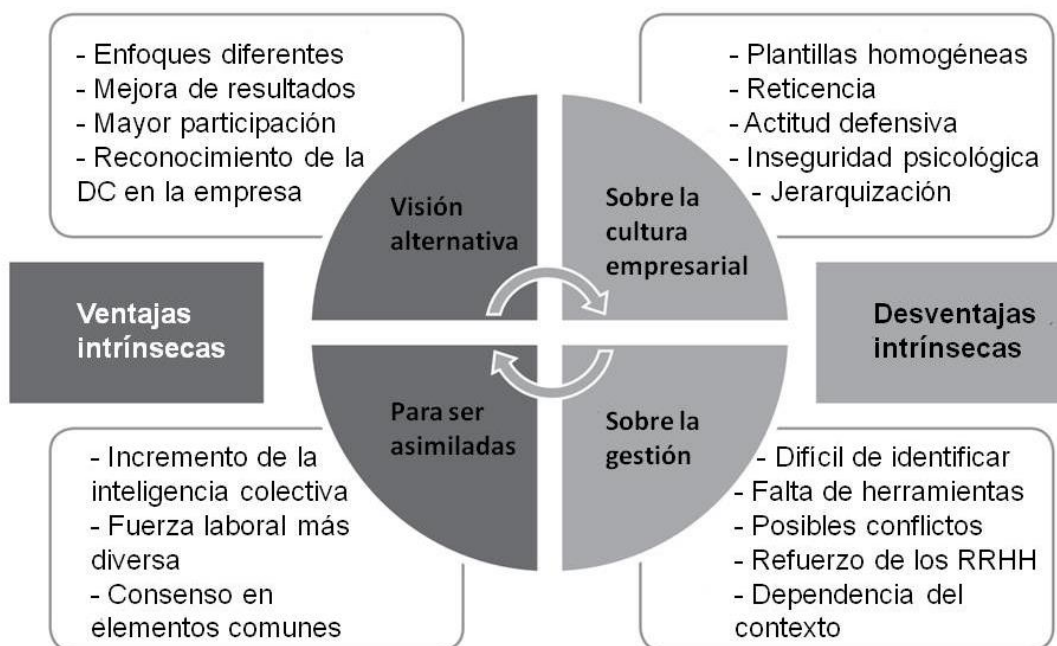 - Enfoques diferentes
- Mejora de resultados
- Mayor participación
- Reconocimiento de la
DC en la empresa
- Plantillas homogéneas
- Reticencia
- Actitud defensiva
- Inseguridad psicológica
- Jerarquización
Visión
alternativa
Sobre la
cultura
empresarial
Ventajas
intrínsecas
Desventajas
intrínsecas
Para ser
asimiladas
Sobre la
gestión
- Incremento de la
inteligencia colectiva
- Fuerza laboral más
diversa
- Consenso en
elementos comunes
- Difícil de identificar
- Falta de herramientas
- Posibles conflictos
- Refuerzo de los RRHH
- Dependencia del
contexto